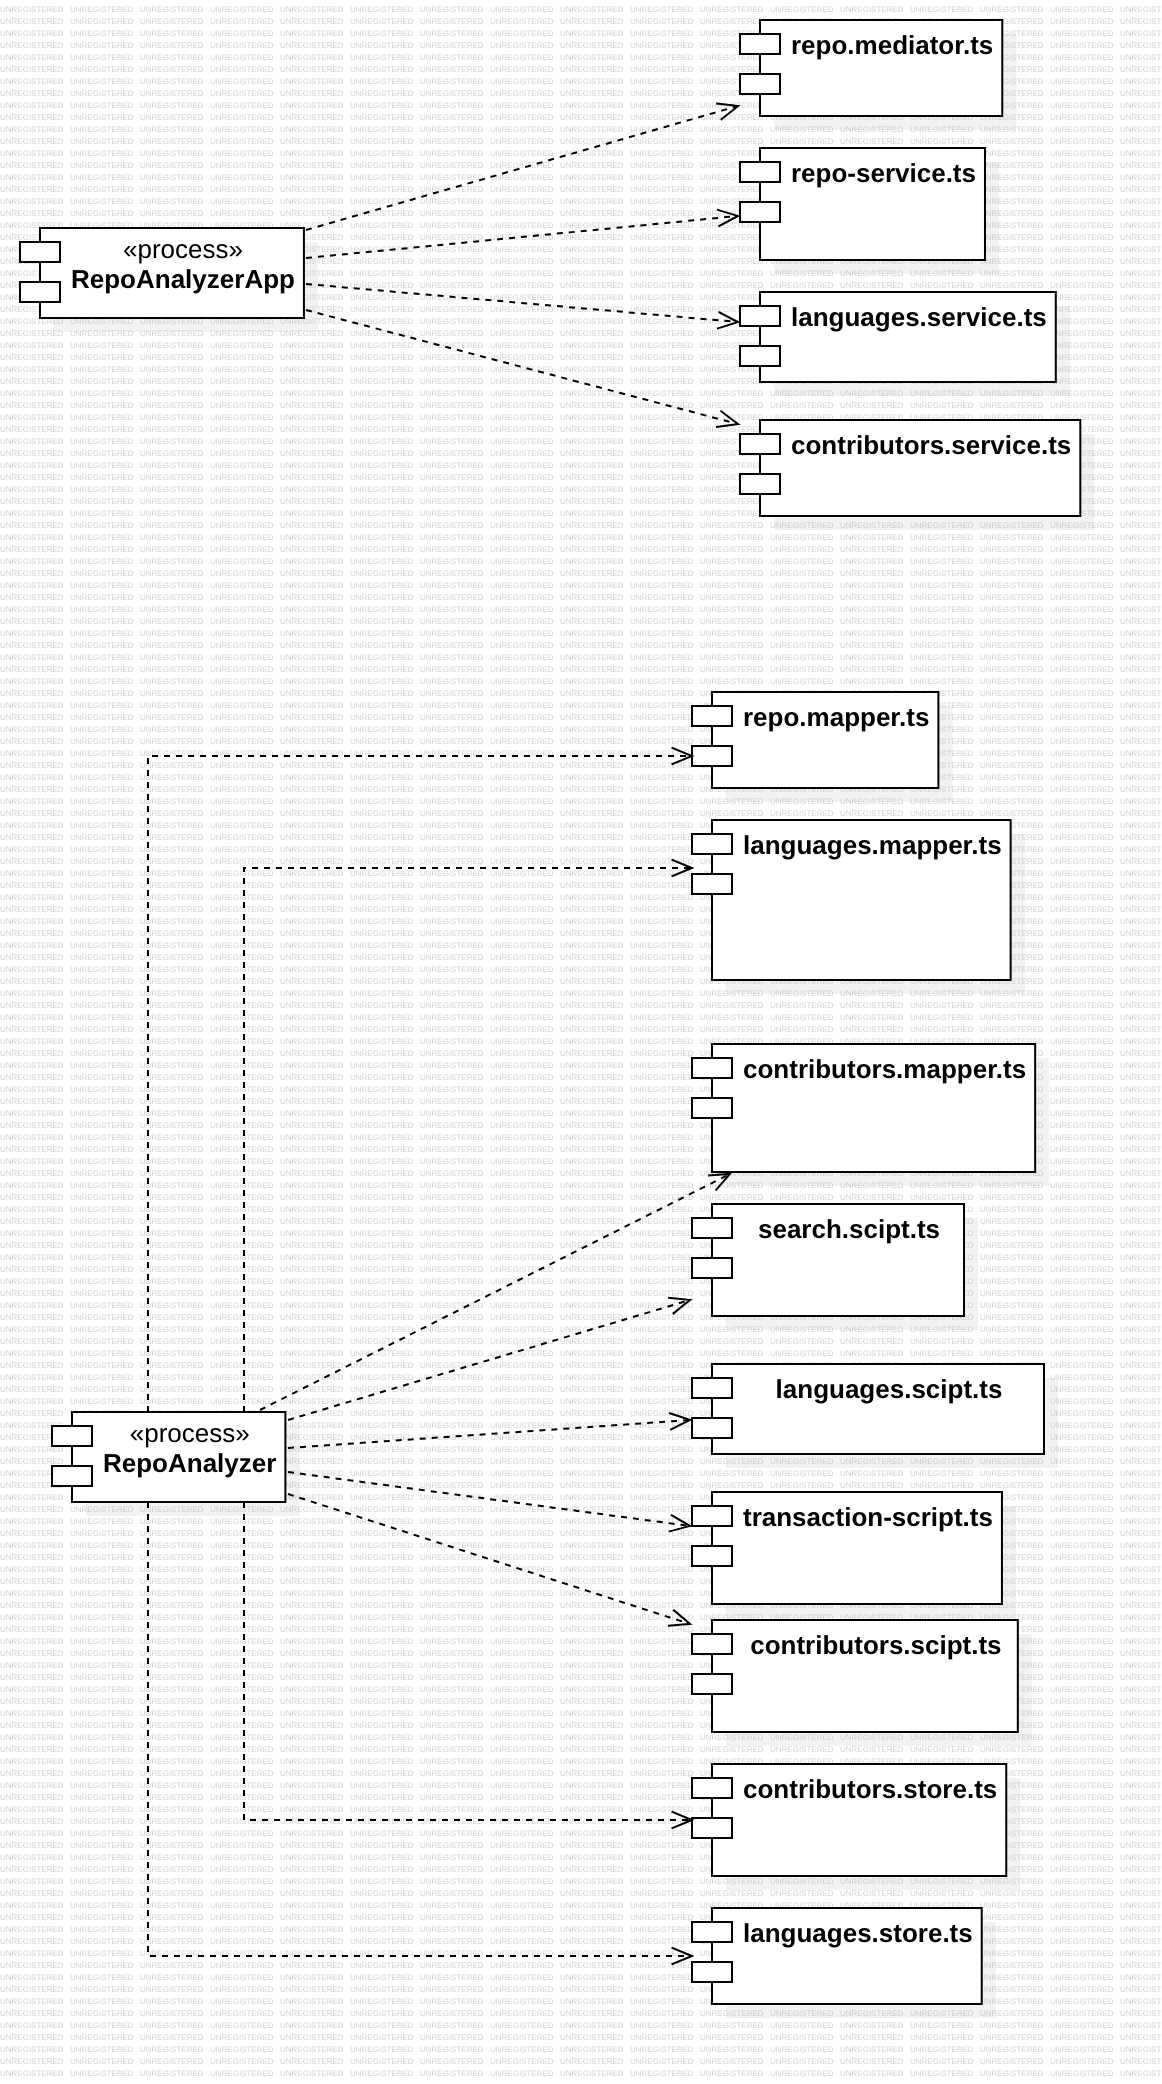 repo.mediator.ts
repo-service.ts
«process»
RepoAnalyzerApp
languages.service.ts
contributors.service.ts
repo.mapper.ts
languages.mapper.ts
contributors.mapper.ts
search.scipt.ts
languages.scipt.ts
«process»
RepoAnalyzer
transaction-script.ts
contributors.scipt.ts
contributors.store.ts
languages.store.ts
UNREGISTERED